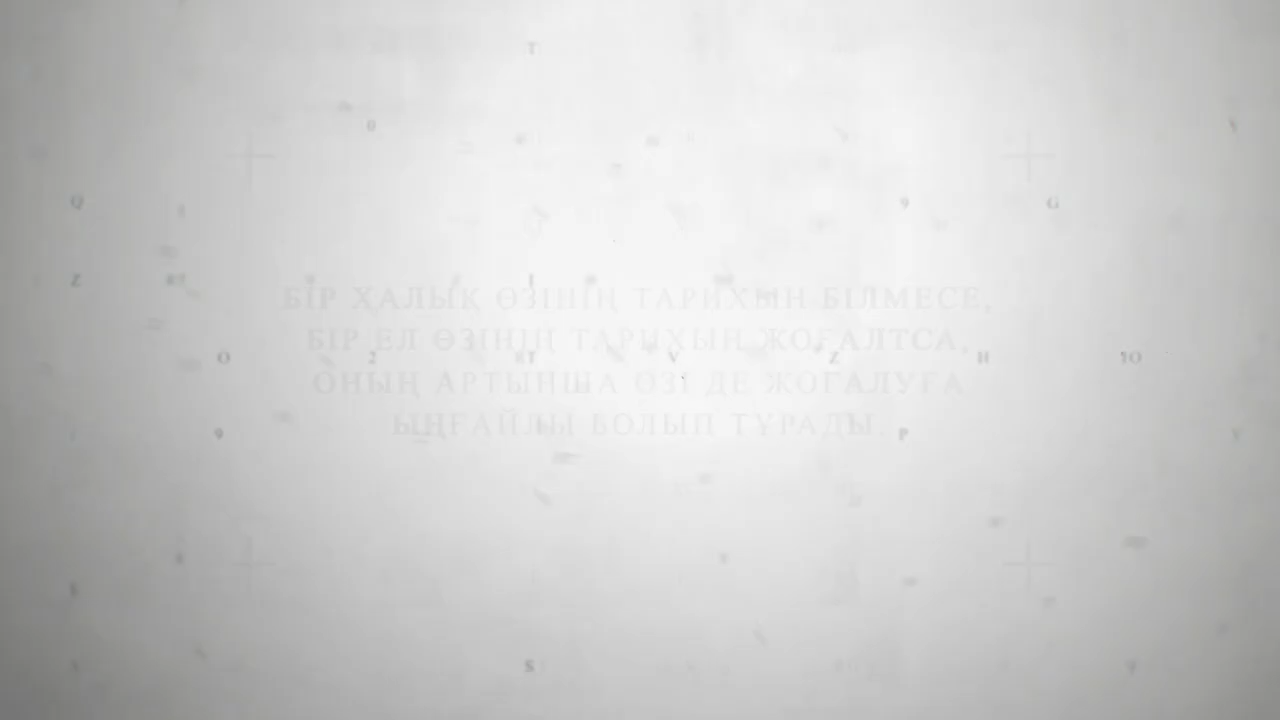 БІР ХАЛЫҚ ӨЗІНІҢ ТАРИХЫН БІЛМЕСЕ,
БІР ЕЛ ӨЗІНІҢ ТАРИХЫН ЖОҒАЛТСА,
ОНЫҢ АРТЫНША ӨЗІ ДЕ ЖОҒАЛУҒА
ЫҢҒАЙЛЫ БОЛЫП ТҰРАДЫ.